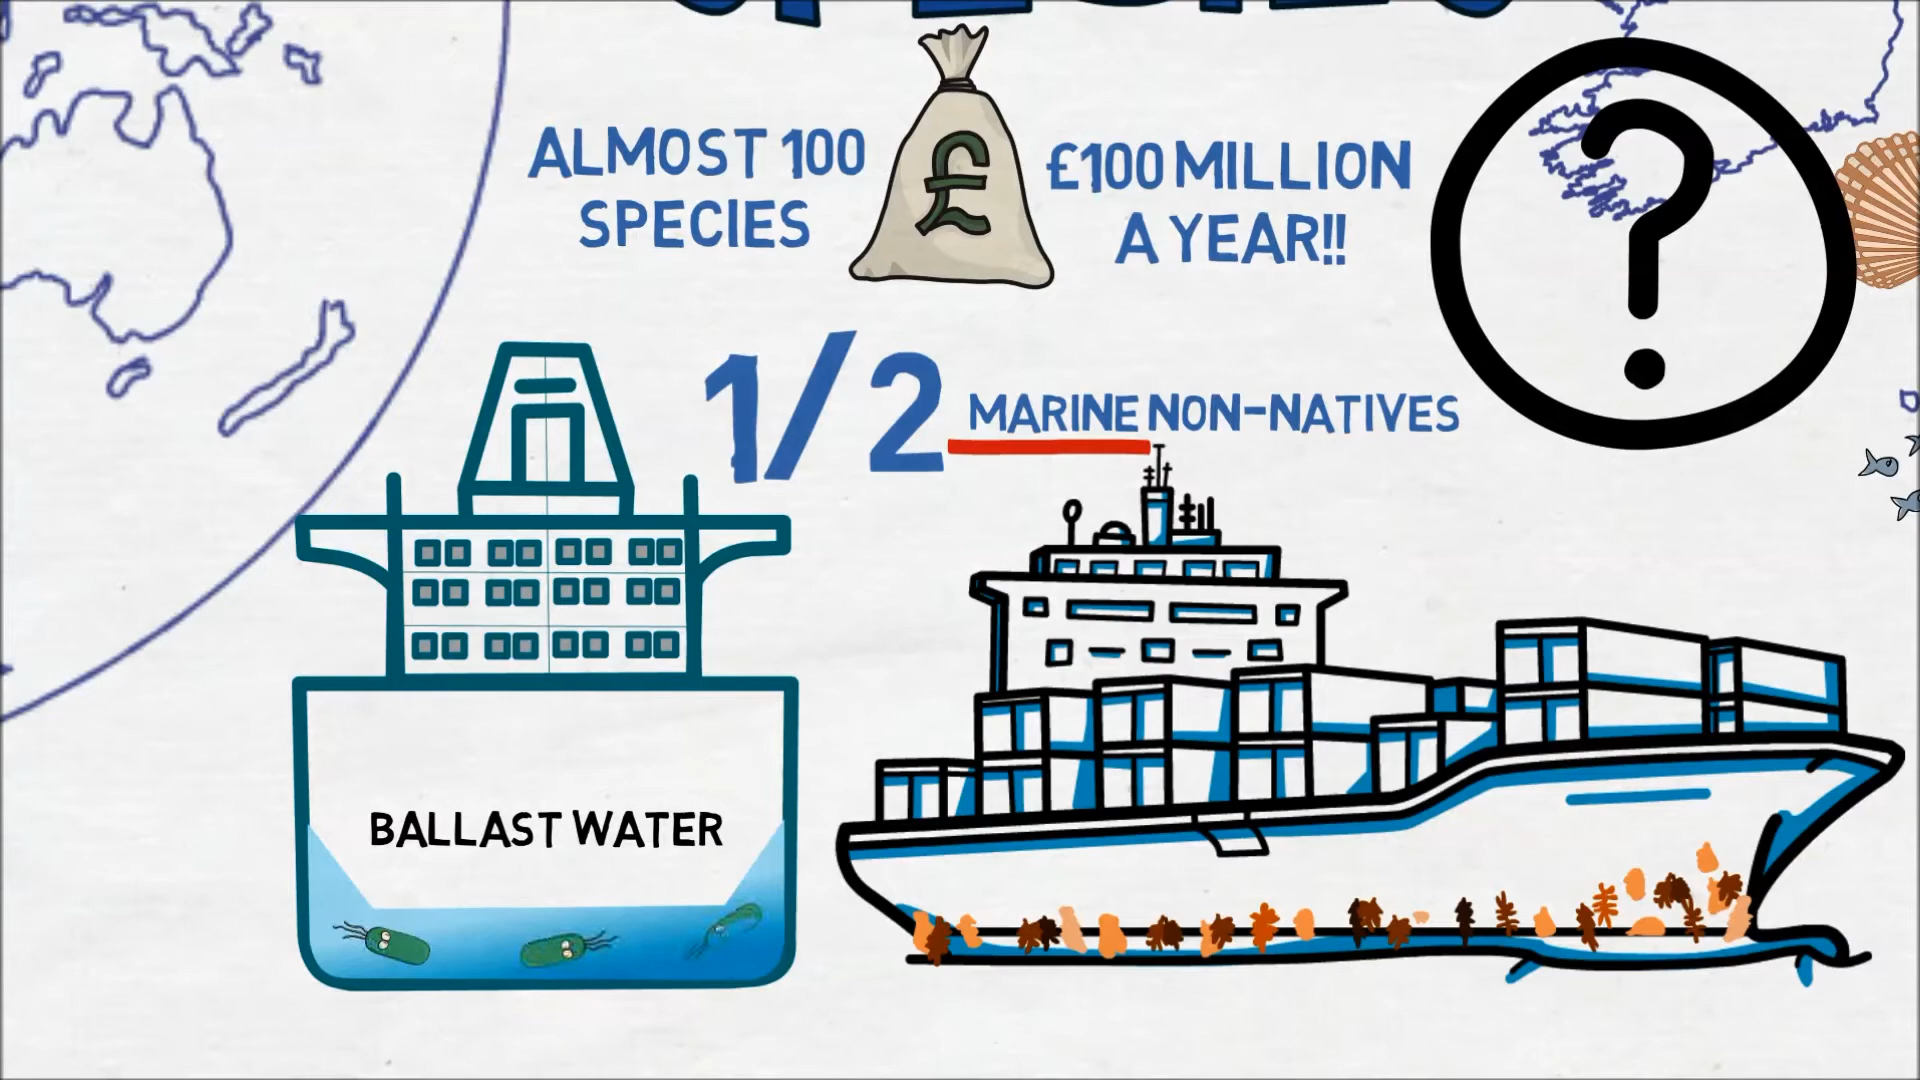 ALMOST 100
SPECIES
£
£100 MILLION
A YEAR!!
?
1/2
MARINE NON-NATIVES
BALLAST WATER